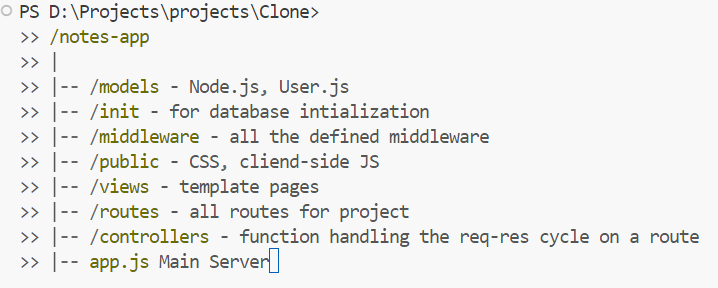 PS D:\Projects\projects\Clone>
>> /notes-app
>> |
>> |-- /models - Node.js, User.js
>> |-- /init - for database intialization
>> |-- /middleware - all the defined middleware
>> |-- /public - CSS, cliend-side JS
>> |-- /views - template pages
>> |-- /routes - all routes for project
>> |-- /controllers - function handling the req-res cycle on a route
>> |-- app.js Main Server